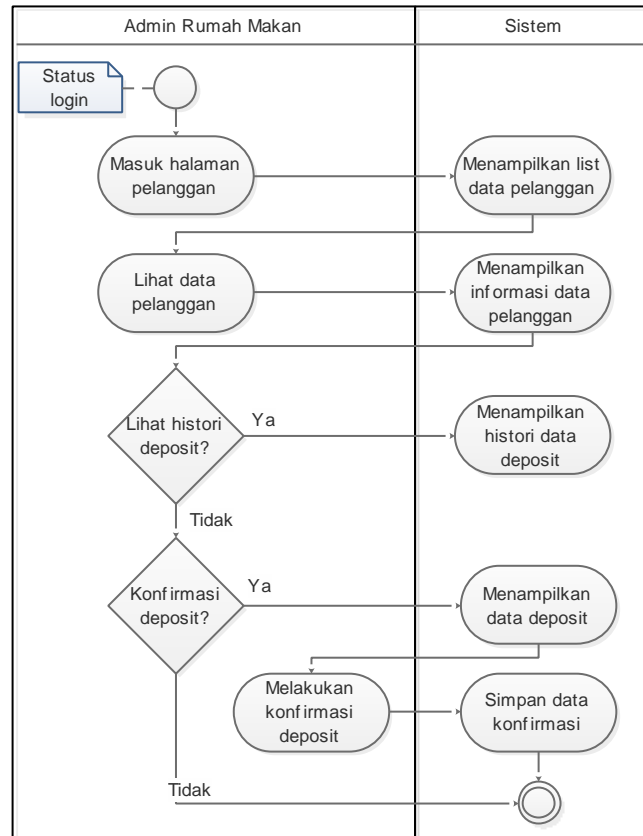 Admin Rumah Makan
Sistem
Status
login
Masuk halaman
pelanggan
Menampilkan list
data pelanggan
Lihat data
pelanggan
Menampilkan
informasi data
pelanggan
Lihat histori
deposit?
Ya
Menampilkan
histori data
deposit
Tidak
Konfirmasi
deposit?
Ya
Menampilkan
data deposit
Melakukan
konfirmasi
deposit
Simpan data
konfirmasi
Tidak